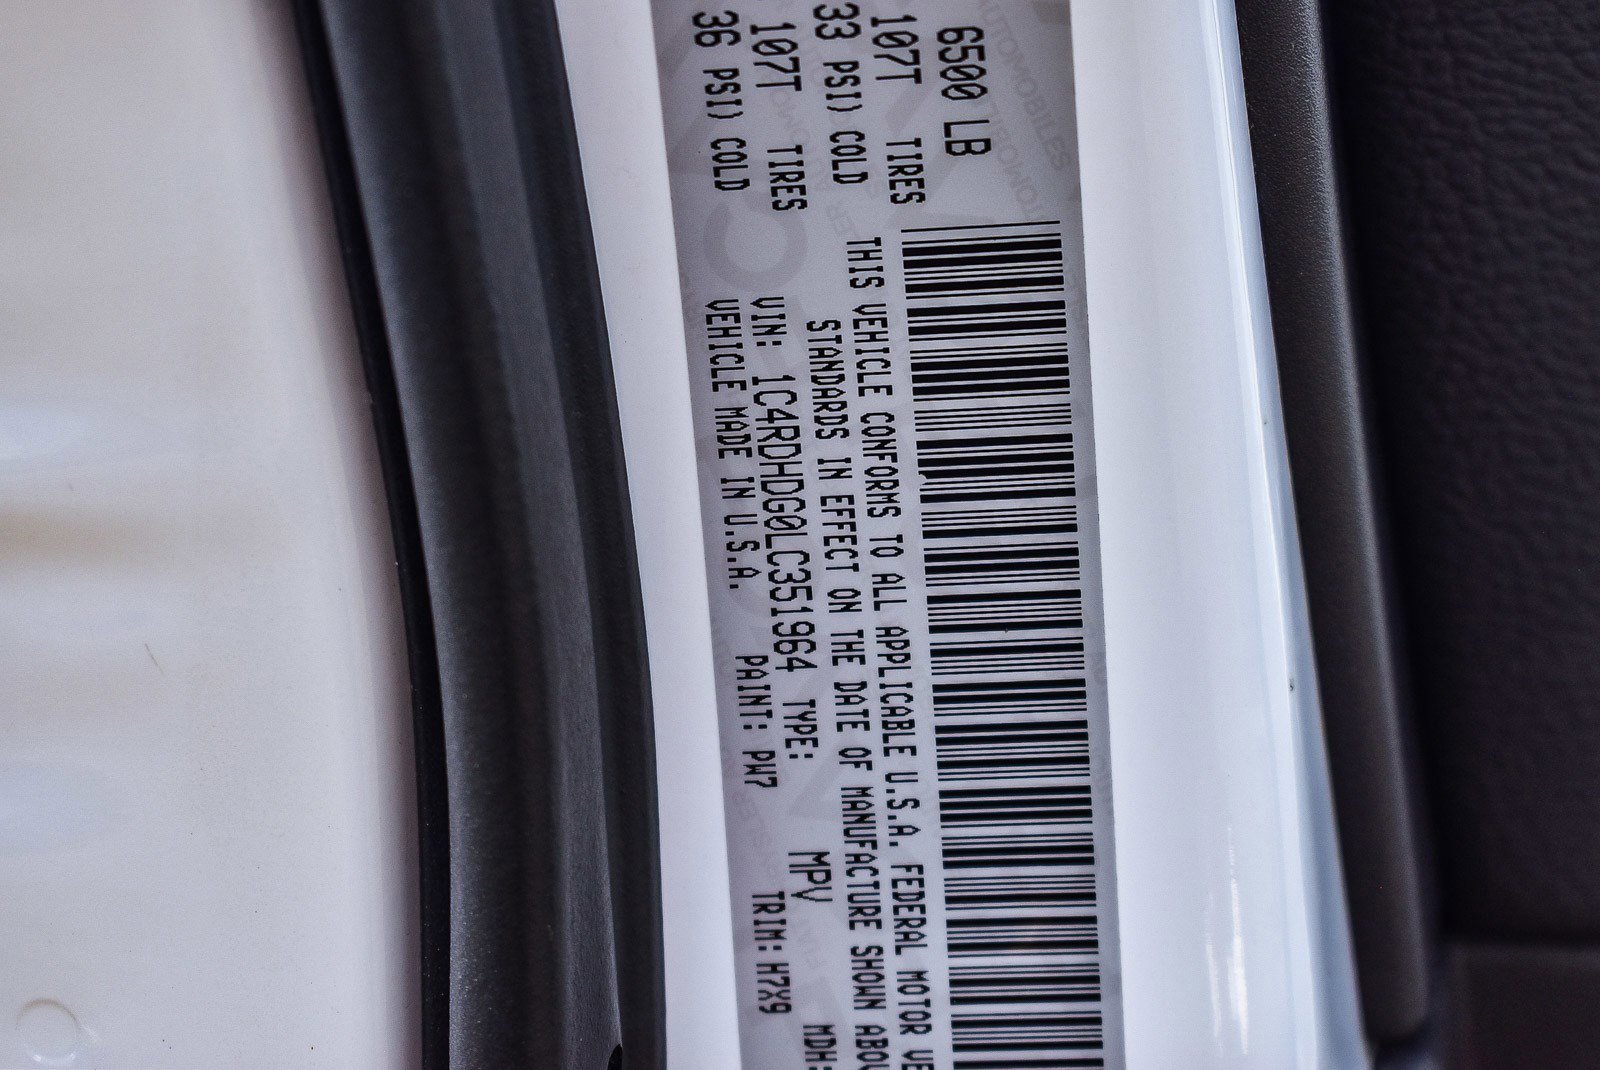 6500 LB
107T TIRES
33 PSI) COLD
107T TIRES
36 PSI) COLD
THIS VEHICLE CONFORMS TO ALL APPLICABLE U.S.A. FEDERAL MOTOR VE
STANDARDS IN EFFECT ON THE DATE OF MANUFACTURE SHOWN ABOV
VIN: 1C4RDHDG0LC351964 TYPE: MPV MDH:
VEHICLE MADE IN U.S.A. PAINT: PW7 TRIM: H7X9